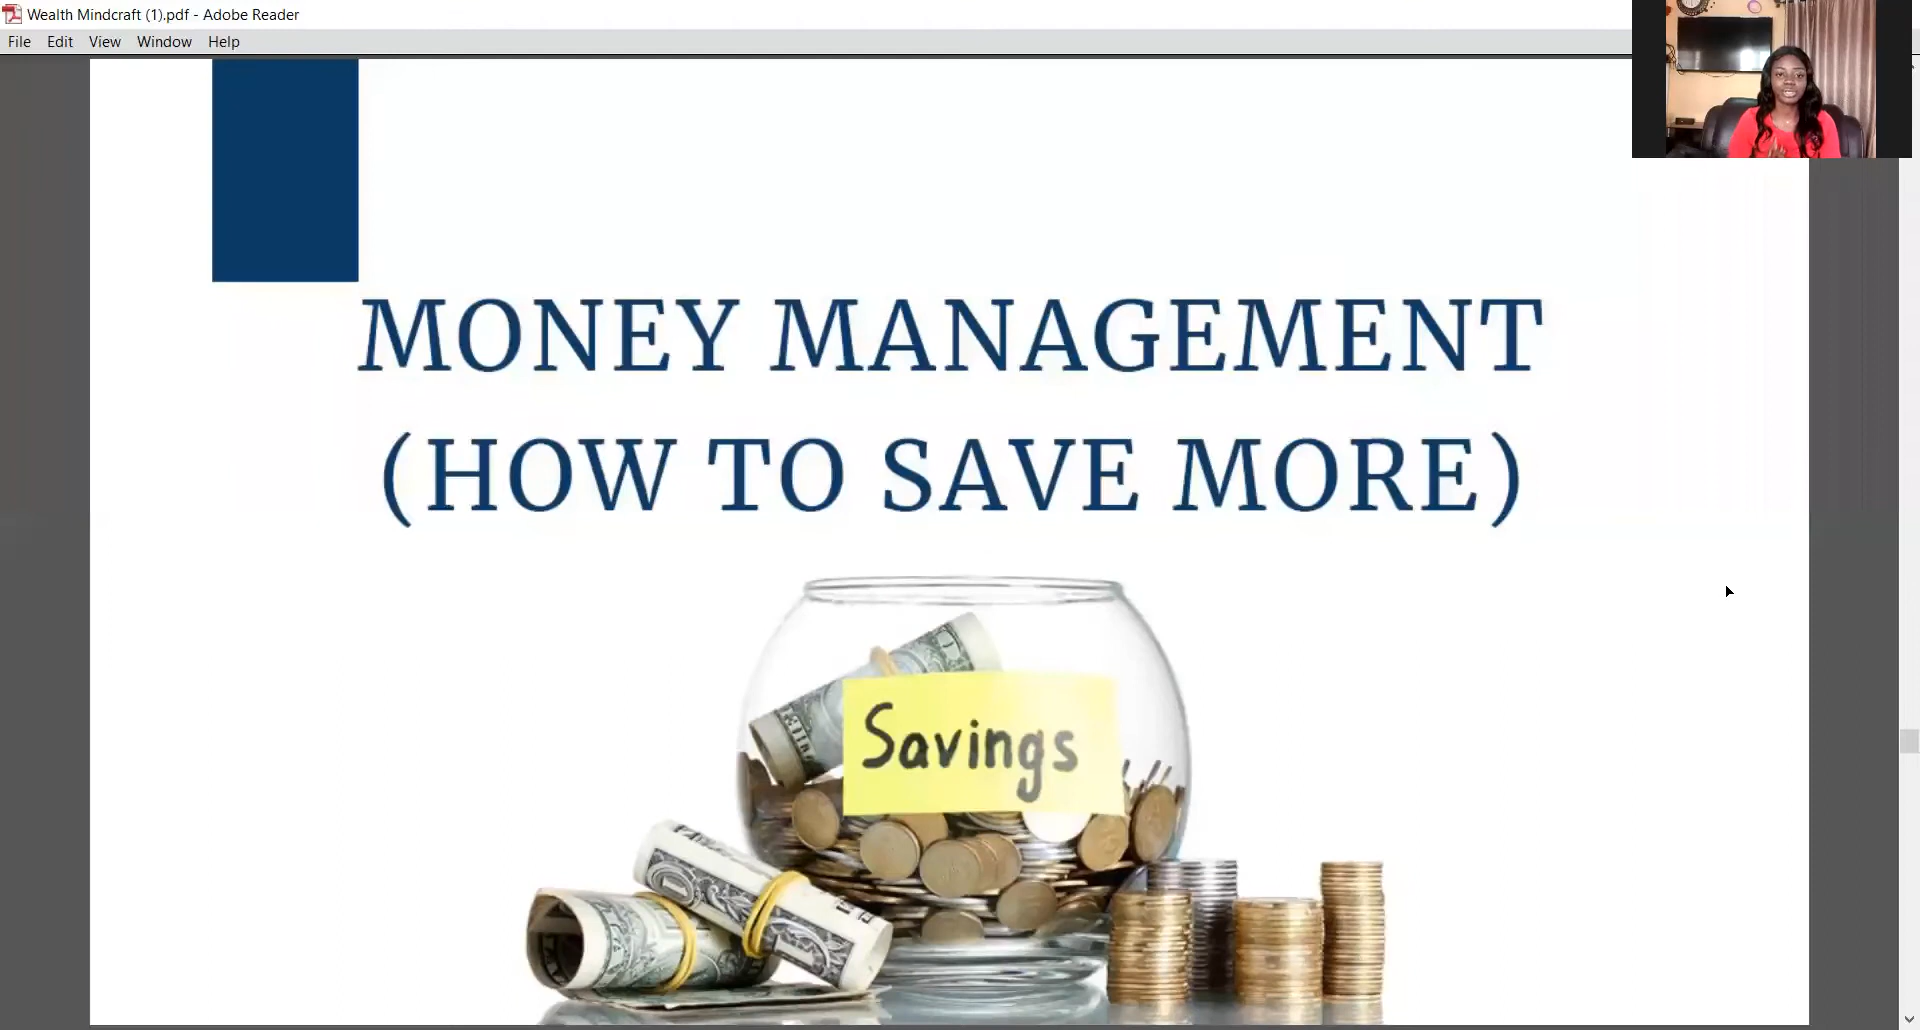 Wealth Mindcraft (1).pdf - Adobe Reader
File Edit View Window Help
MONEY MANAGEMENT
(HOW TO SAVE MORE)
Savings